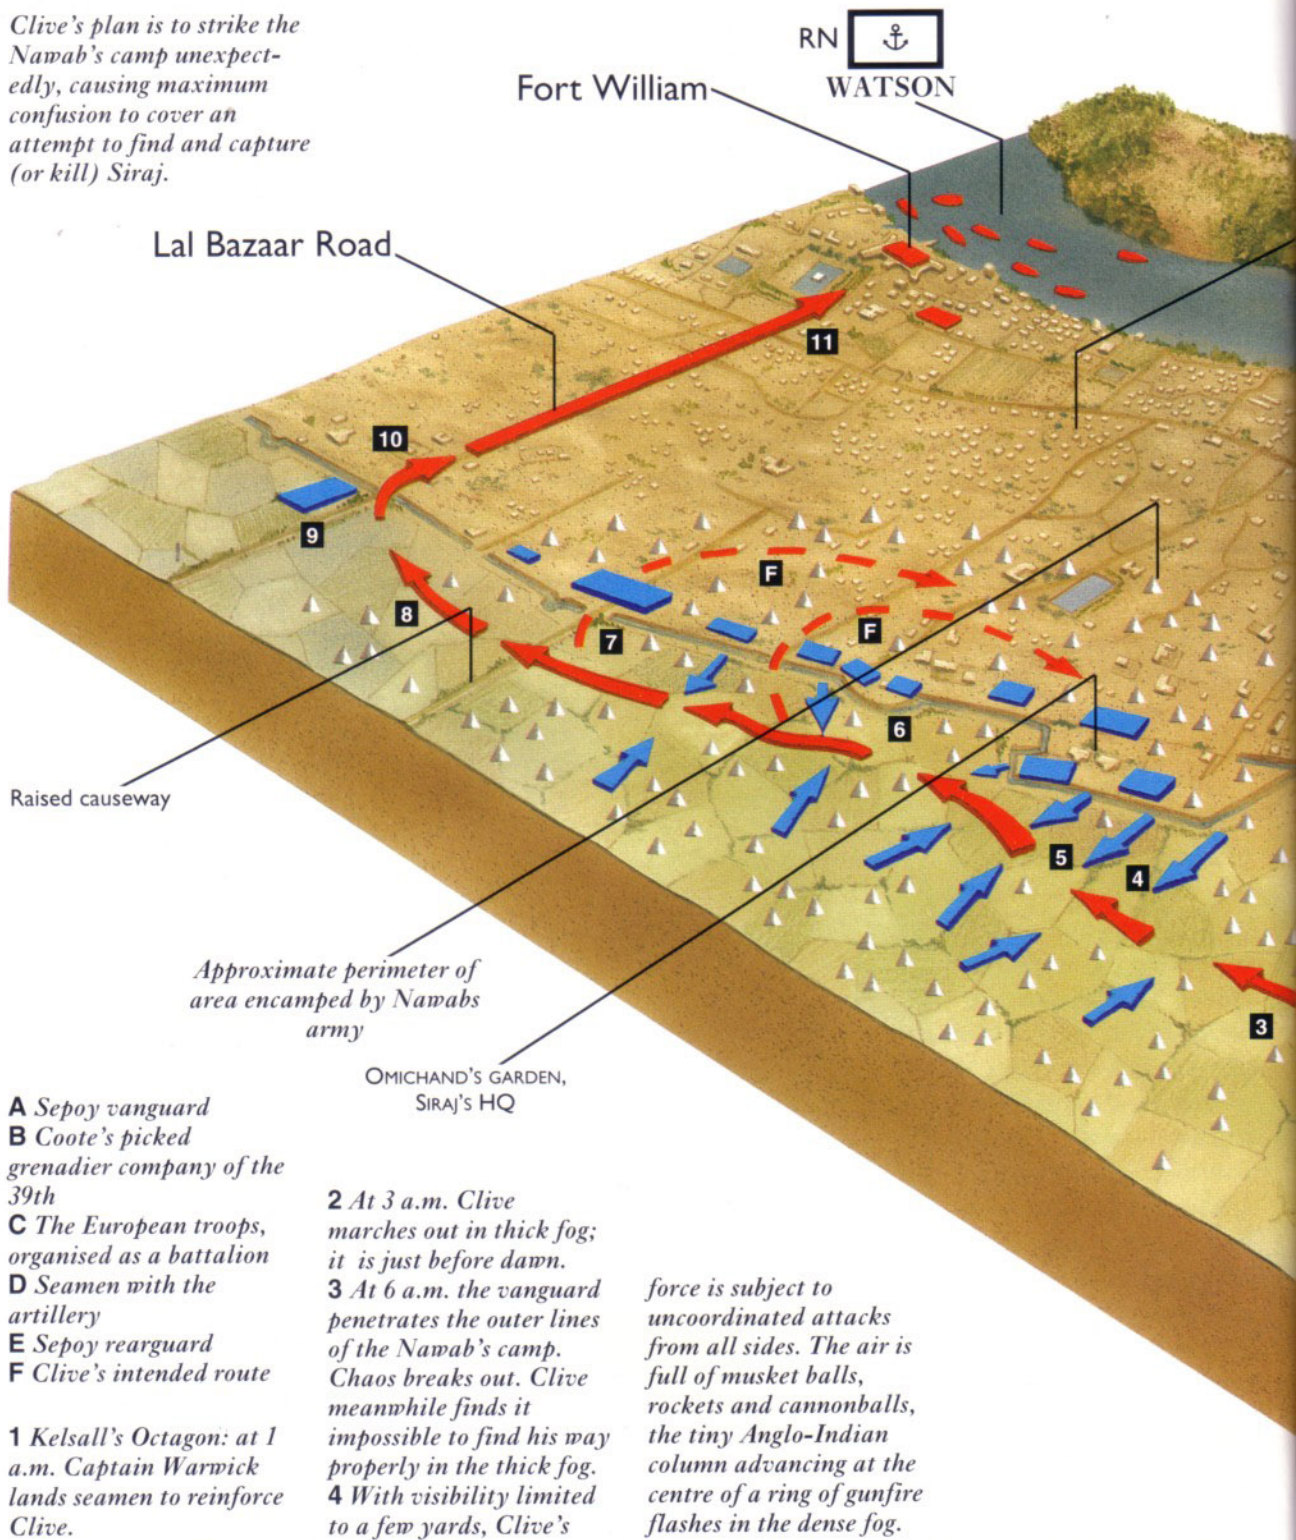 Clive's plan is to strike the
Nawab's camp unexpect-
edly, causing maximum
confusion to cover an
attempt to find and capture
(or kill) Siraj.
RN
WATSON
Fort William
Lal Bazaar Road
11
10
9
F
8
7
F
6
5
4
3
Raised causeway
Approximate perimeter of
area encamped by Nawabs
army
OMICHAND'S GARDEN,
SIRAJ'S HQ
A Sepoy vanguard
B Coote's picked
grenadier company of the
39th
C The European troops,
organised as a battalion
D Seamen with the
artillery
E Sepoy rearguard
F Clive's intended route
1 Kelsall's Octagon: at 1
a.m. Captain Warwick
lands seamen to reinforce
Clive.
2 At 3 a.m. Clive
marches out in thick fog;
it is just before dawn.
3 At 6 a.m. the vanguard
penetrates the outer lines
of the Nawab's camp.
Chaos breaks out. Clive
meanwhile finds it
impossible to find his way
properly in the thick fog.
4 With visibility limited
to a few yards, Clive's
force is subject to
uncoordinated attacks
from all sides. The air is
full of musket balls,
rockets and cannonballs,
the tiny Anglo-Indian
column advancing at the
centre of a ring of gunfire
flashes in the dense fog.